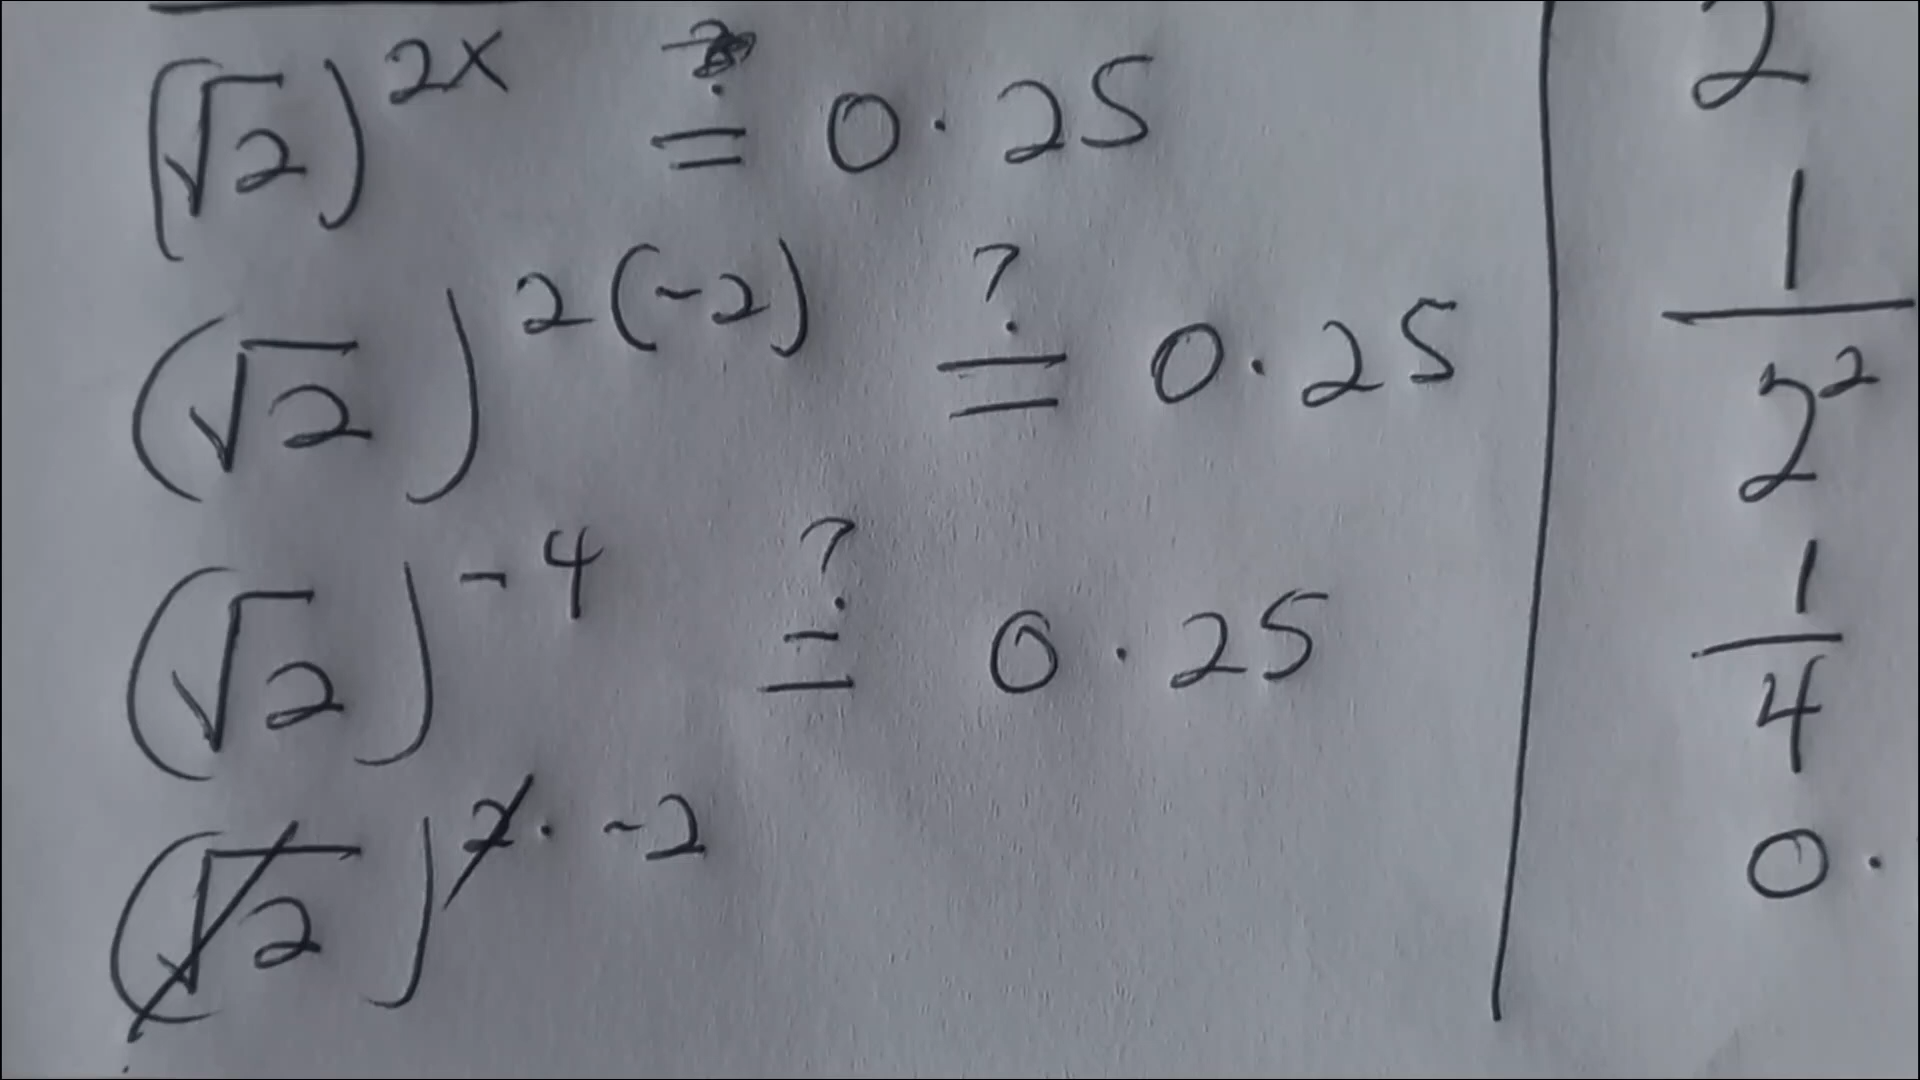 (√2)^2x ?= 0.25
(√2)^2(-2) ?= 0.25
(√2)^-4 ?= 0.25
(√2)^2·-2
2
1/2^2
1/4
0.